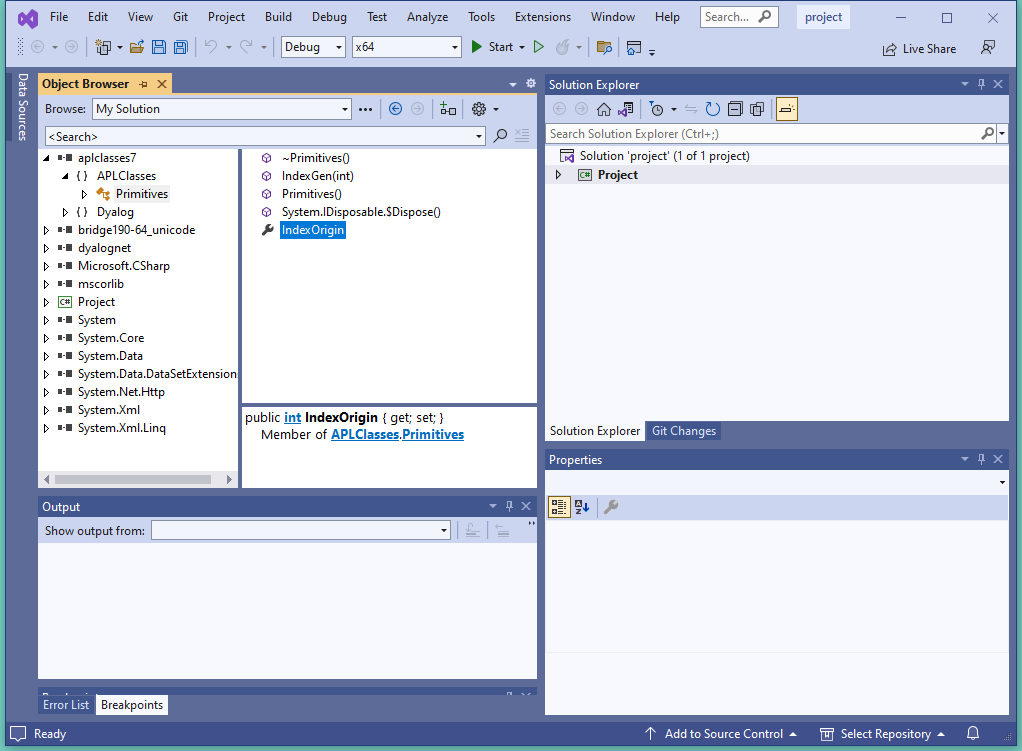 File Edit View Git Project Build Debug Test Analyze Tools Extensions Window Help Search... project
Debug x64 Start Live Share
Data Sources
Object Browser
Browse: My Solution
<Search>
aplclasses7
APLClasses
Primitives
Dyalog
bridge190-64_unicode
dyalognet
Microsoft.CSharp
mscorlib
C# Project
System
System.Core
System.Data
System.Data.DataSetExtension
System.Net.Http
System.Xml
System.Xml.Linq
~Primitives()
IndexGen(int)
Primitives()
System.IDisposable.$Dispose()
IndexOrigin
public int IndexOrigin { get; set; }
Member of APLClasses.Primitives
Output
Show output from:
Error List Breakpoints
Solution Explorer
Search Solution Explorer (Ctrl+;)
Solution 'project' (1 of 1 project)
C# Project
Solution Explorer Git Changes
Properties
Ready Add to Source Control Select Repository